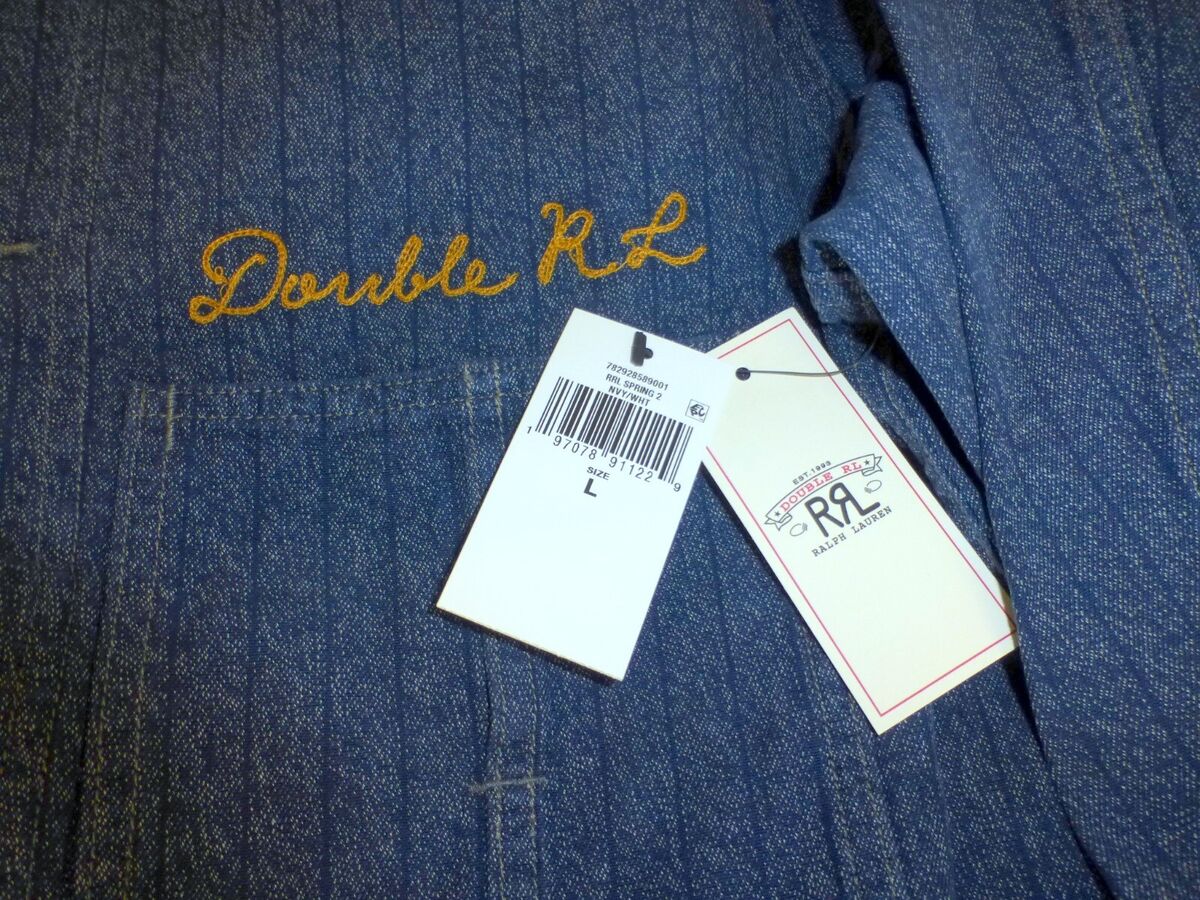 Double RL
782928589001
RRL SPRING 2
NVY/WHT
1 97078 91122 9
SIZE
L
EST. 1993
DOUBLE RL
RRL
RALPH LAUREN